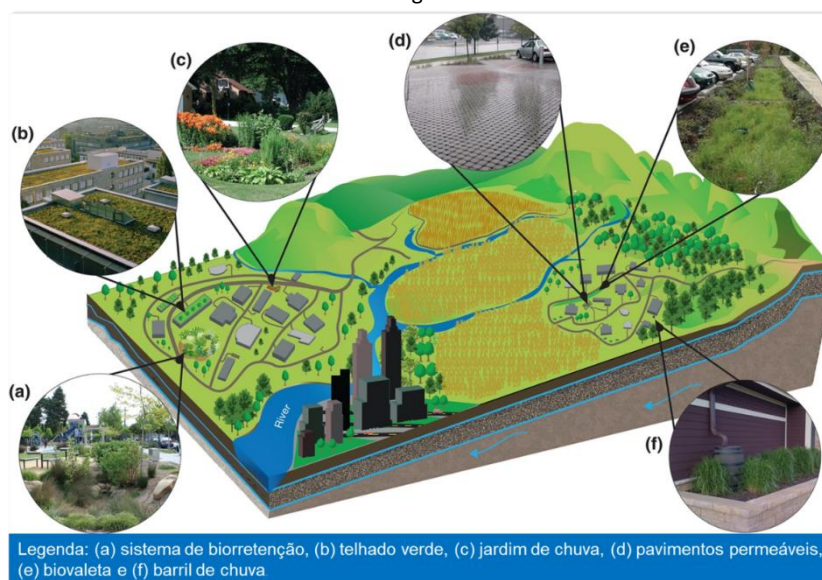 (d)
(c)
(e)
(b)
River
(a)
(f)
Legenda: (a) sistema de biorretenção, (b) telhado verde, (c) jardim de chuva, (d) pavimentos permeáveis,
(e) biovaleta e (f) barril de chuva